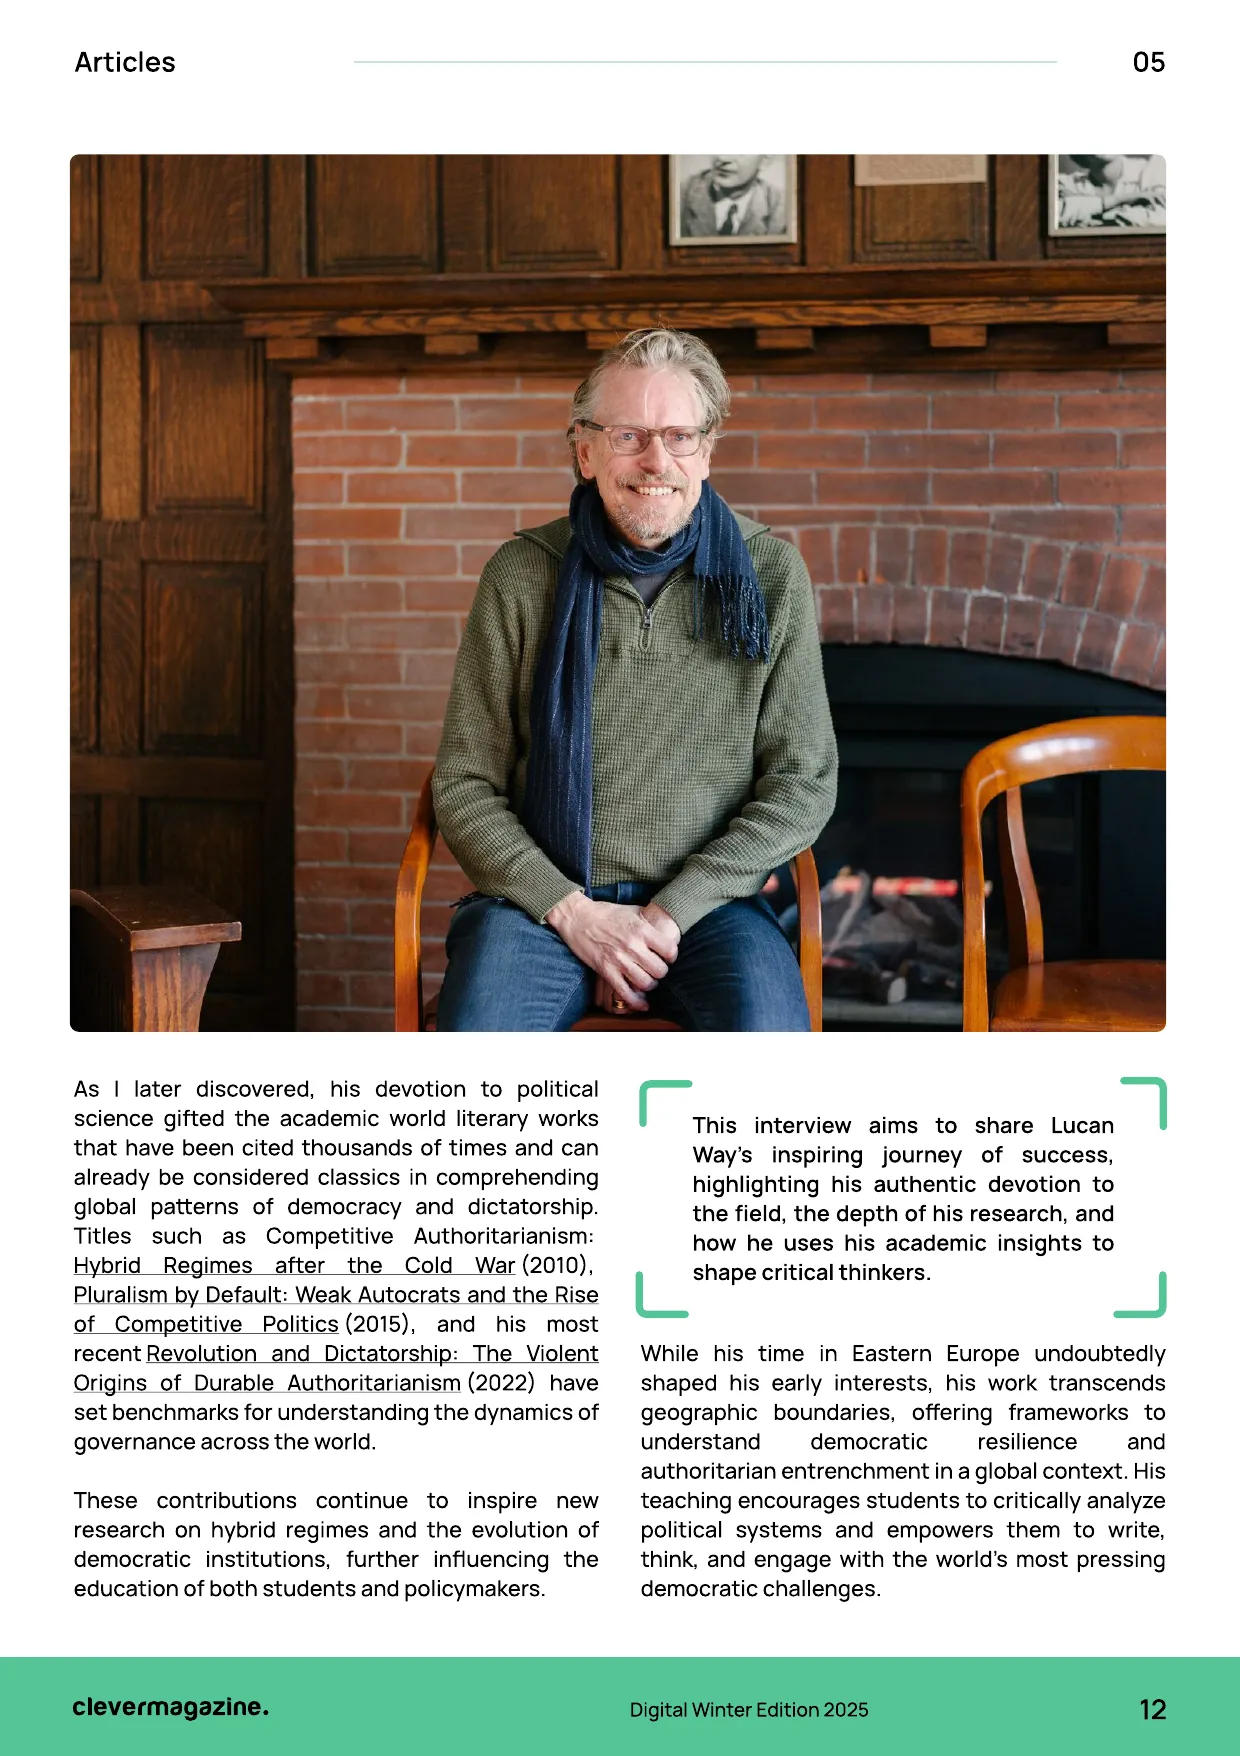 Articles
05
As I later discovered, his devotion to political
science gifted the academic world literary works
that have been cited thousands of times and can
already be considered classics in comprehending
global patterns of democracy and dictatorship.
Titles such as Competitive Authoritarianism:
Hybrid Regimes after the Cold War (2010),
Pluralism by Default: Weak Autocrats and the Rise
of Competitive Politics (2015), and his most
recent Revolution and Dictatorship: The Violent
Origins of Durable Authoritarianism (2022) have
set benchmarks for understanding the dynamics of
governance across the world.
These contributions continue to inspire new
research on hybrid regimes and the evolution of
democratic institutions, further influencing the
education of both students and policymakers.
This interview aims to share Lucan
Way's inspiring journey of success,
highlighting his authentic devotion to
the field, the depth of his research, and
how he uses his academic insights to
shape critical thinkers.
While his time in Eastern Europe undoubtedly
shaped his early interests, his work transcends
geographic boundaries, offering frameworks to
understand democratic resilience and
authoritarian entrenchment in a global context. His
teaching encourages students to critically analyze
political systems and empowers them to write,
think, and engage with the world's most pressing
democratic challenges.
clevermagazine.
Digital Winter Edition 2025
12